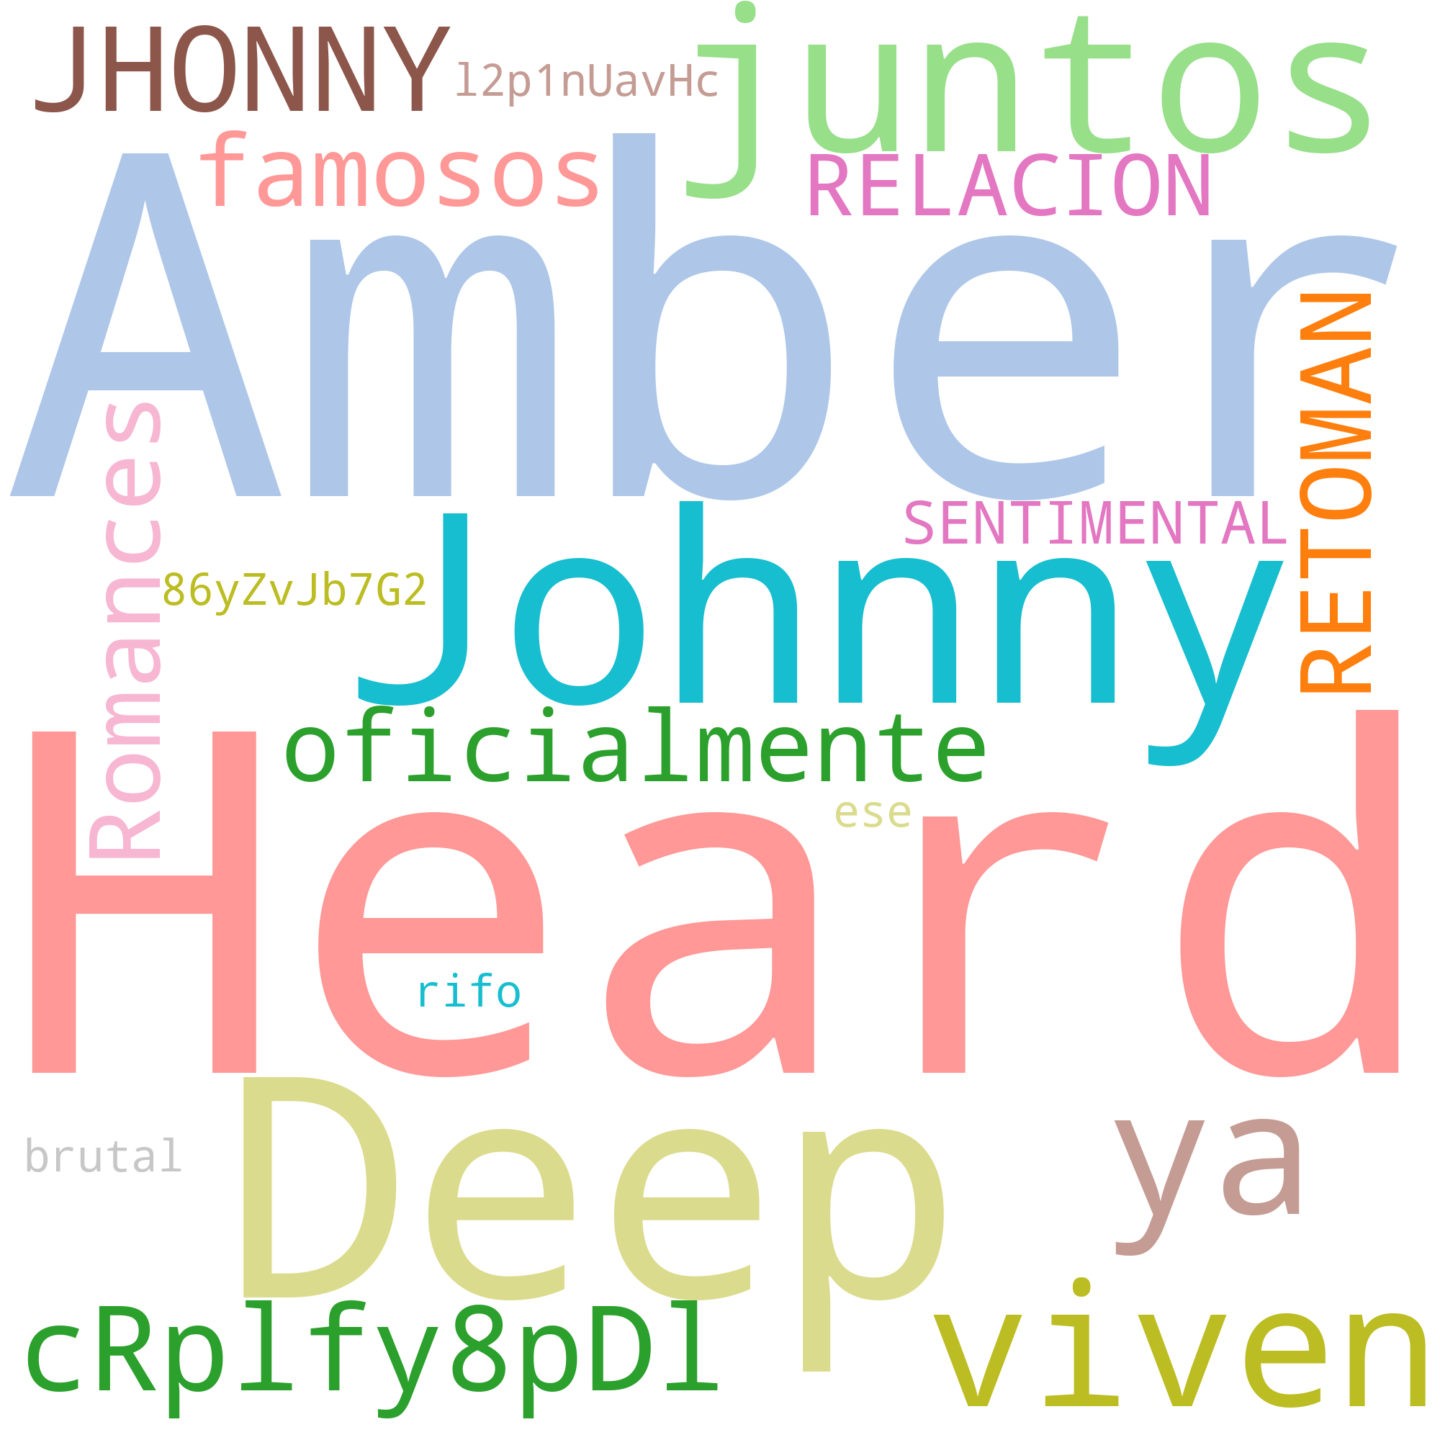 JHONNY
l2p1nUavHc
juntos
famosos
RELACION
Amber
RETOMAN
Romances
SENTIMENTAL
Johnny
86yZvJb7G2
oficialmente
ese
Heard
rifo
Deep
ya
brutal
cRplfy8pDl
viven